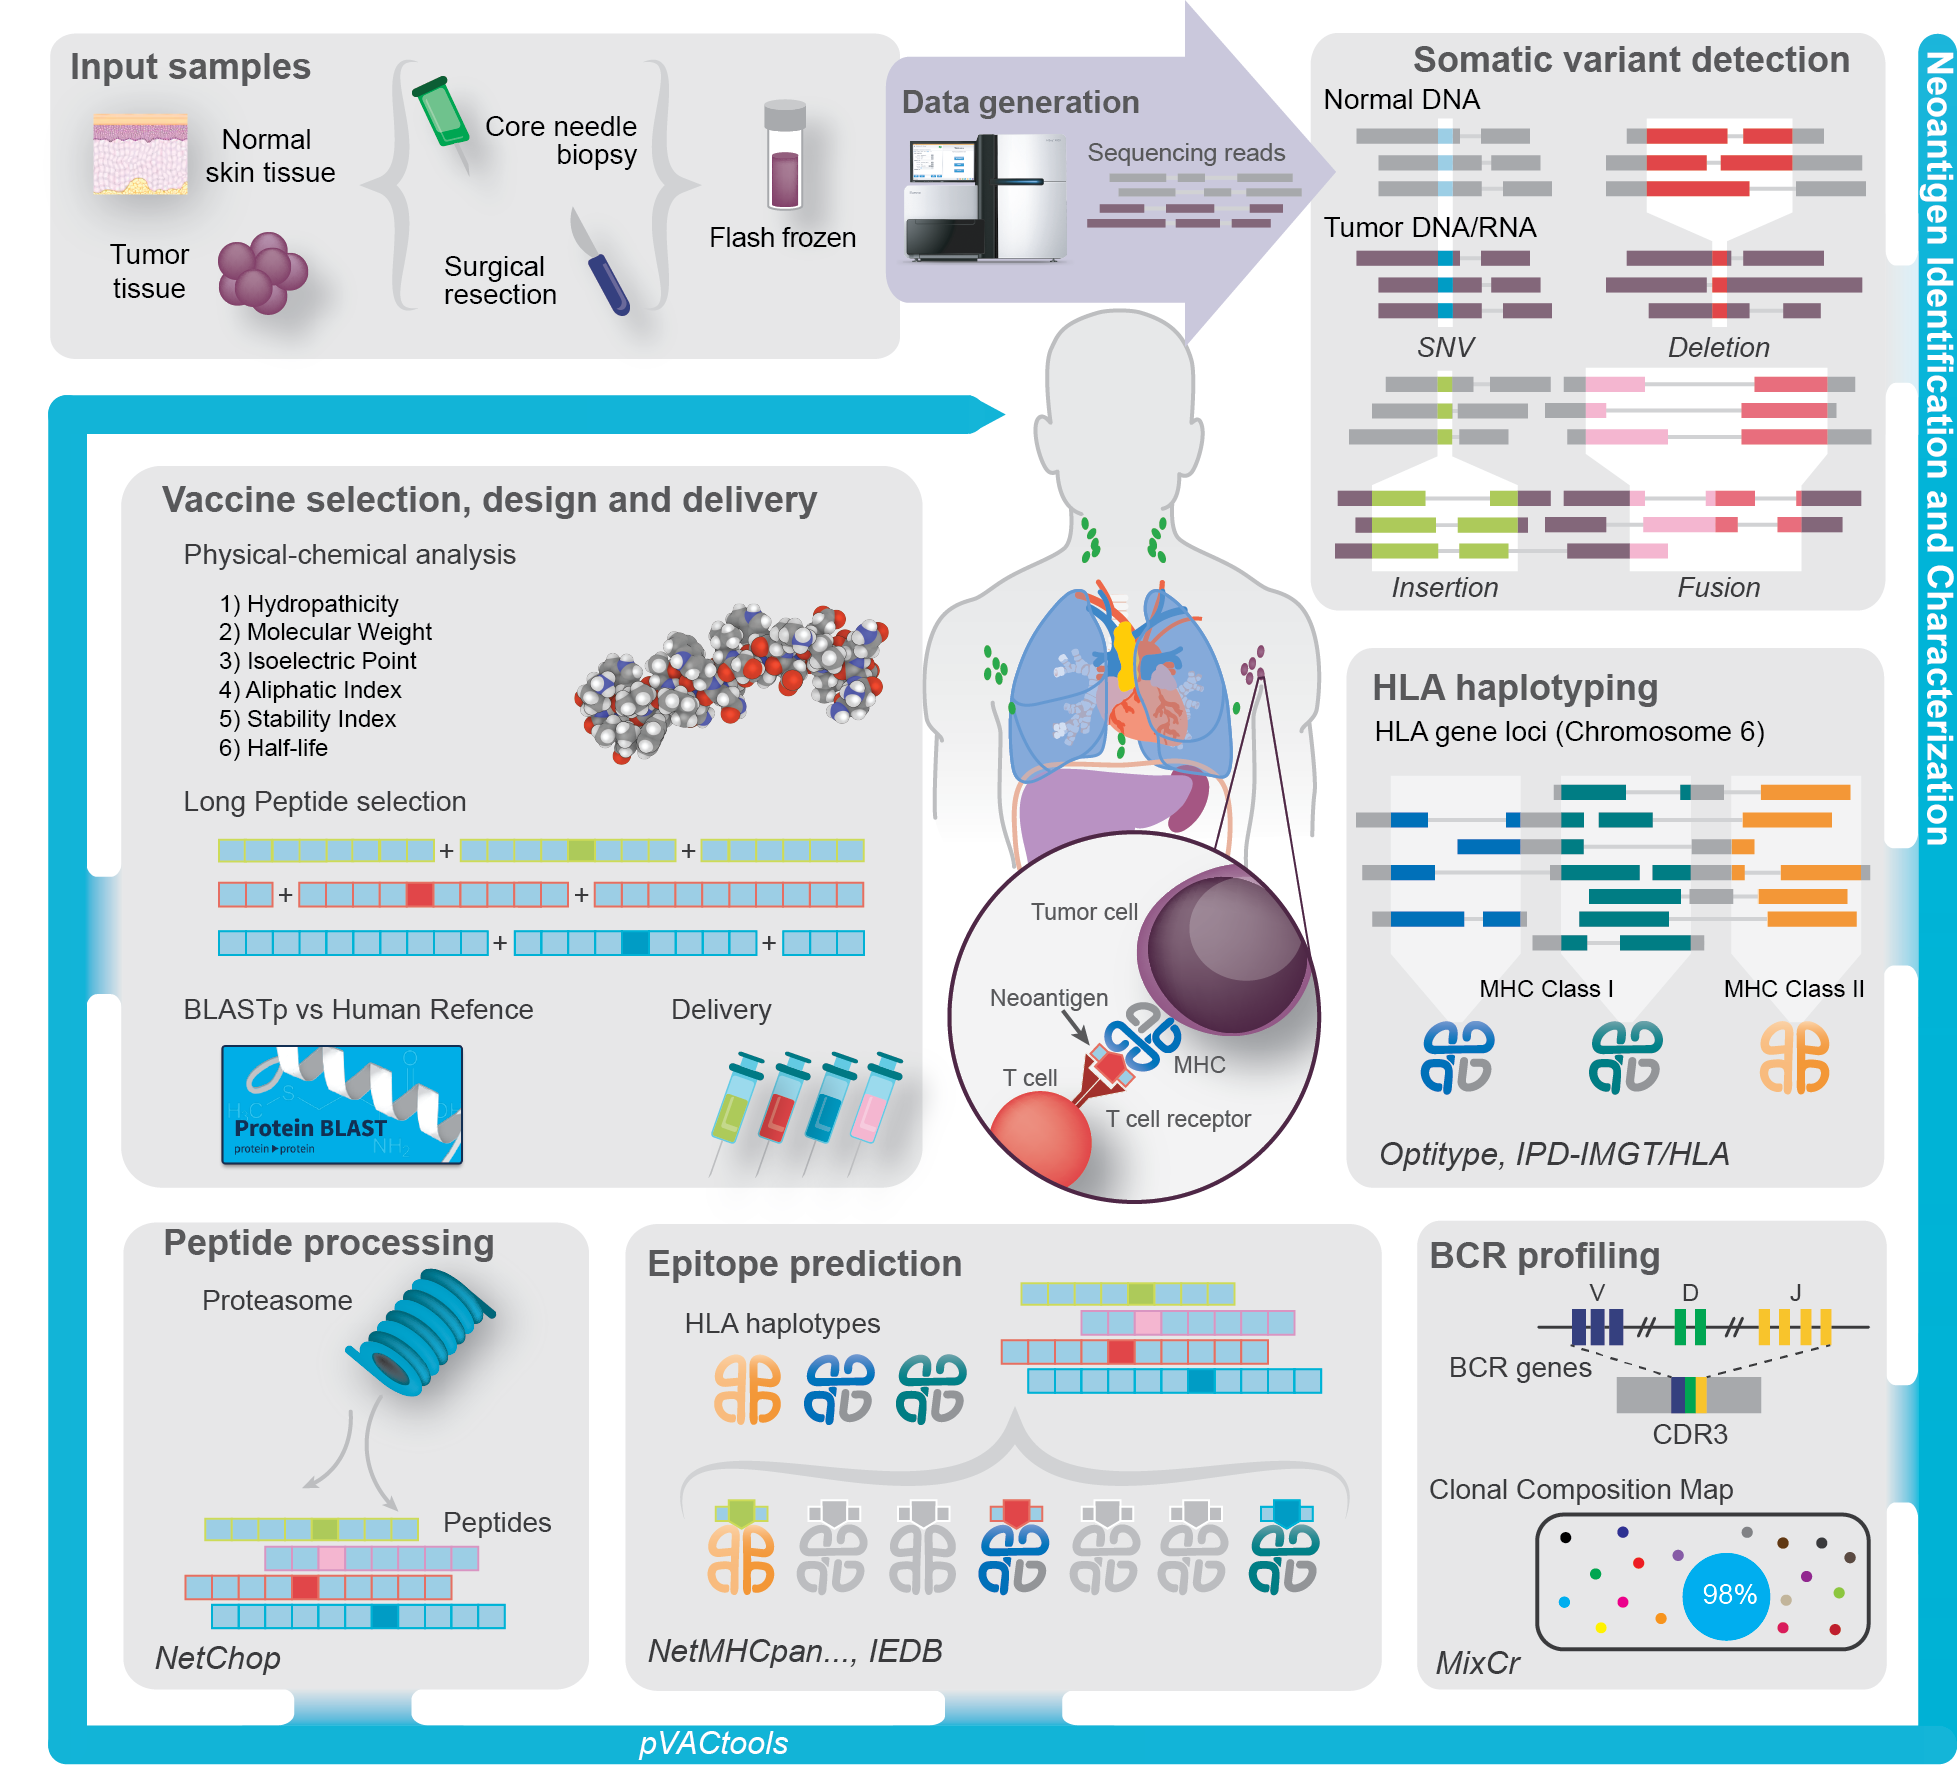 Input samples
Normal
skin tissue
Tumor
tissue
Core needle
biopsy
Surgical
resection
Flash frozen
Data generation
Sequencing reads
Somatic variant detection
Normal DNA
Tumor DNA/RNA
SNV
Deletion
Insertion
Fusion
Neoantigen Identification and Characterization
Vaccine selection, design and delivery
Physical-chemical analysis
1) Hydropathicity
2) Molecular Weight
3) Isoelectric Point
4) Aliphatic Index
5) Stability Index
6) Half-life
Long Peptide selection
+ +
+ +
+ +
BLASTp vs Human Refence
Delivery
H₃C S O OH
NH₂
Protein BLAST
protein ▶ protein
Tumor cell
Neoantigen
MHC
T cell
T cell receptor
HLA haplotyping
HLA gene loci (Chromosome 6)
MHC Class I
MHC Class II
Optitype, IPD-IMGT/HLA
Peptide processing
Proteasome
Peptides
NetChop
Epitope prediction
HLA haplotypes
NetMHCpan..., IEDB
BCR profiling
V D J
BCR genes
CDR3
Clonal Composition Map
98%
MixCr
pVACtools